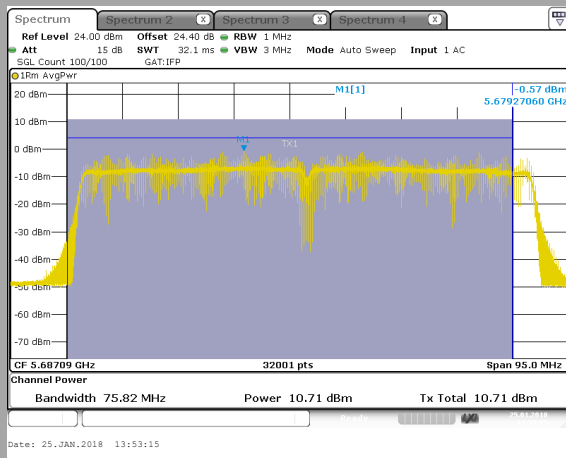 Spectrum Spectrum 2 X Spectrum 3 X Spectrum 4 X
Ref Level 24.00 dBm Offset 24.40 dB RBW 1 MHz
Att 15 dB SWT 32.1 ms VBW 3 MHz Mode Auto Sweep Input 1 AC
SGL Count 100/100 GAT:IFP
1Rm AvgPwr
M1[1] -0.57 dBm
5.67927060 GHz
20 dBm
10 dBm
M1
TX1
0 dBm
-10 dBm
-20 dBm
-30 dBm
-40 dBm
-50 dBm
-60 dBm
-70 dBm
CF 5.68709 GHz 32001 pts Span 95.0 MHz
Channel Power
Bandwidth 75.82 MHz Power 10.71 dBm Tx Total 10.71 dBm
Ready 25.01.2018
Date: 25.JAN.2018 13:53:15